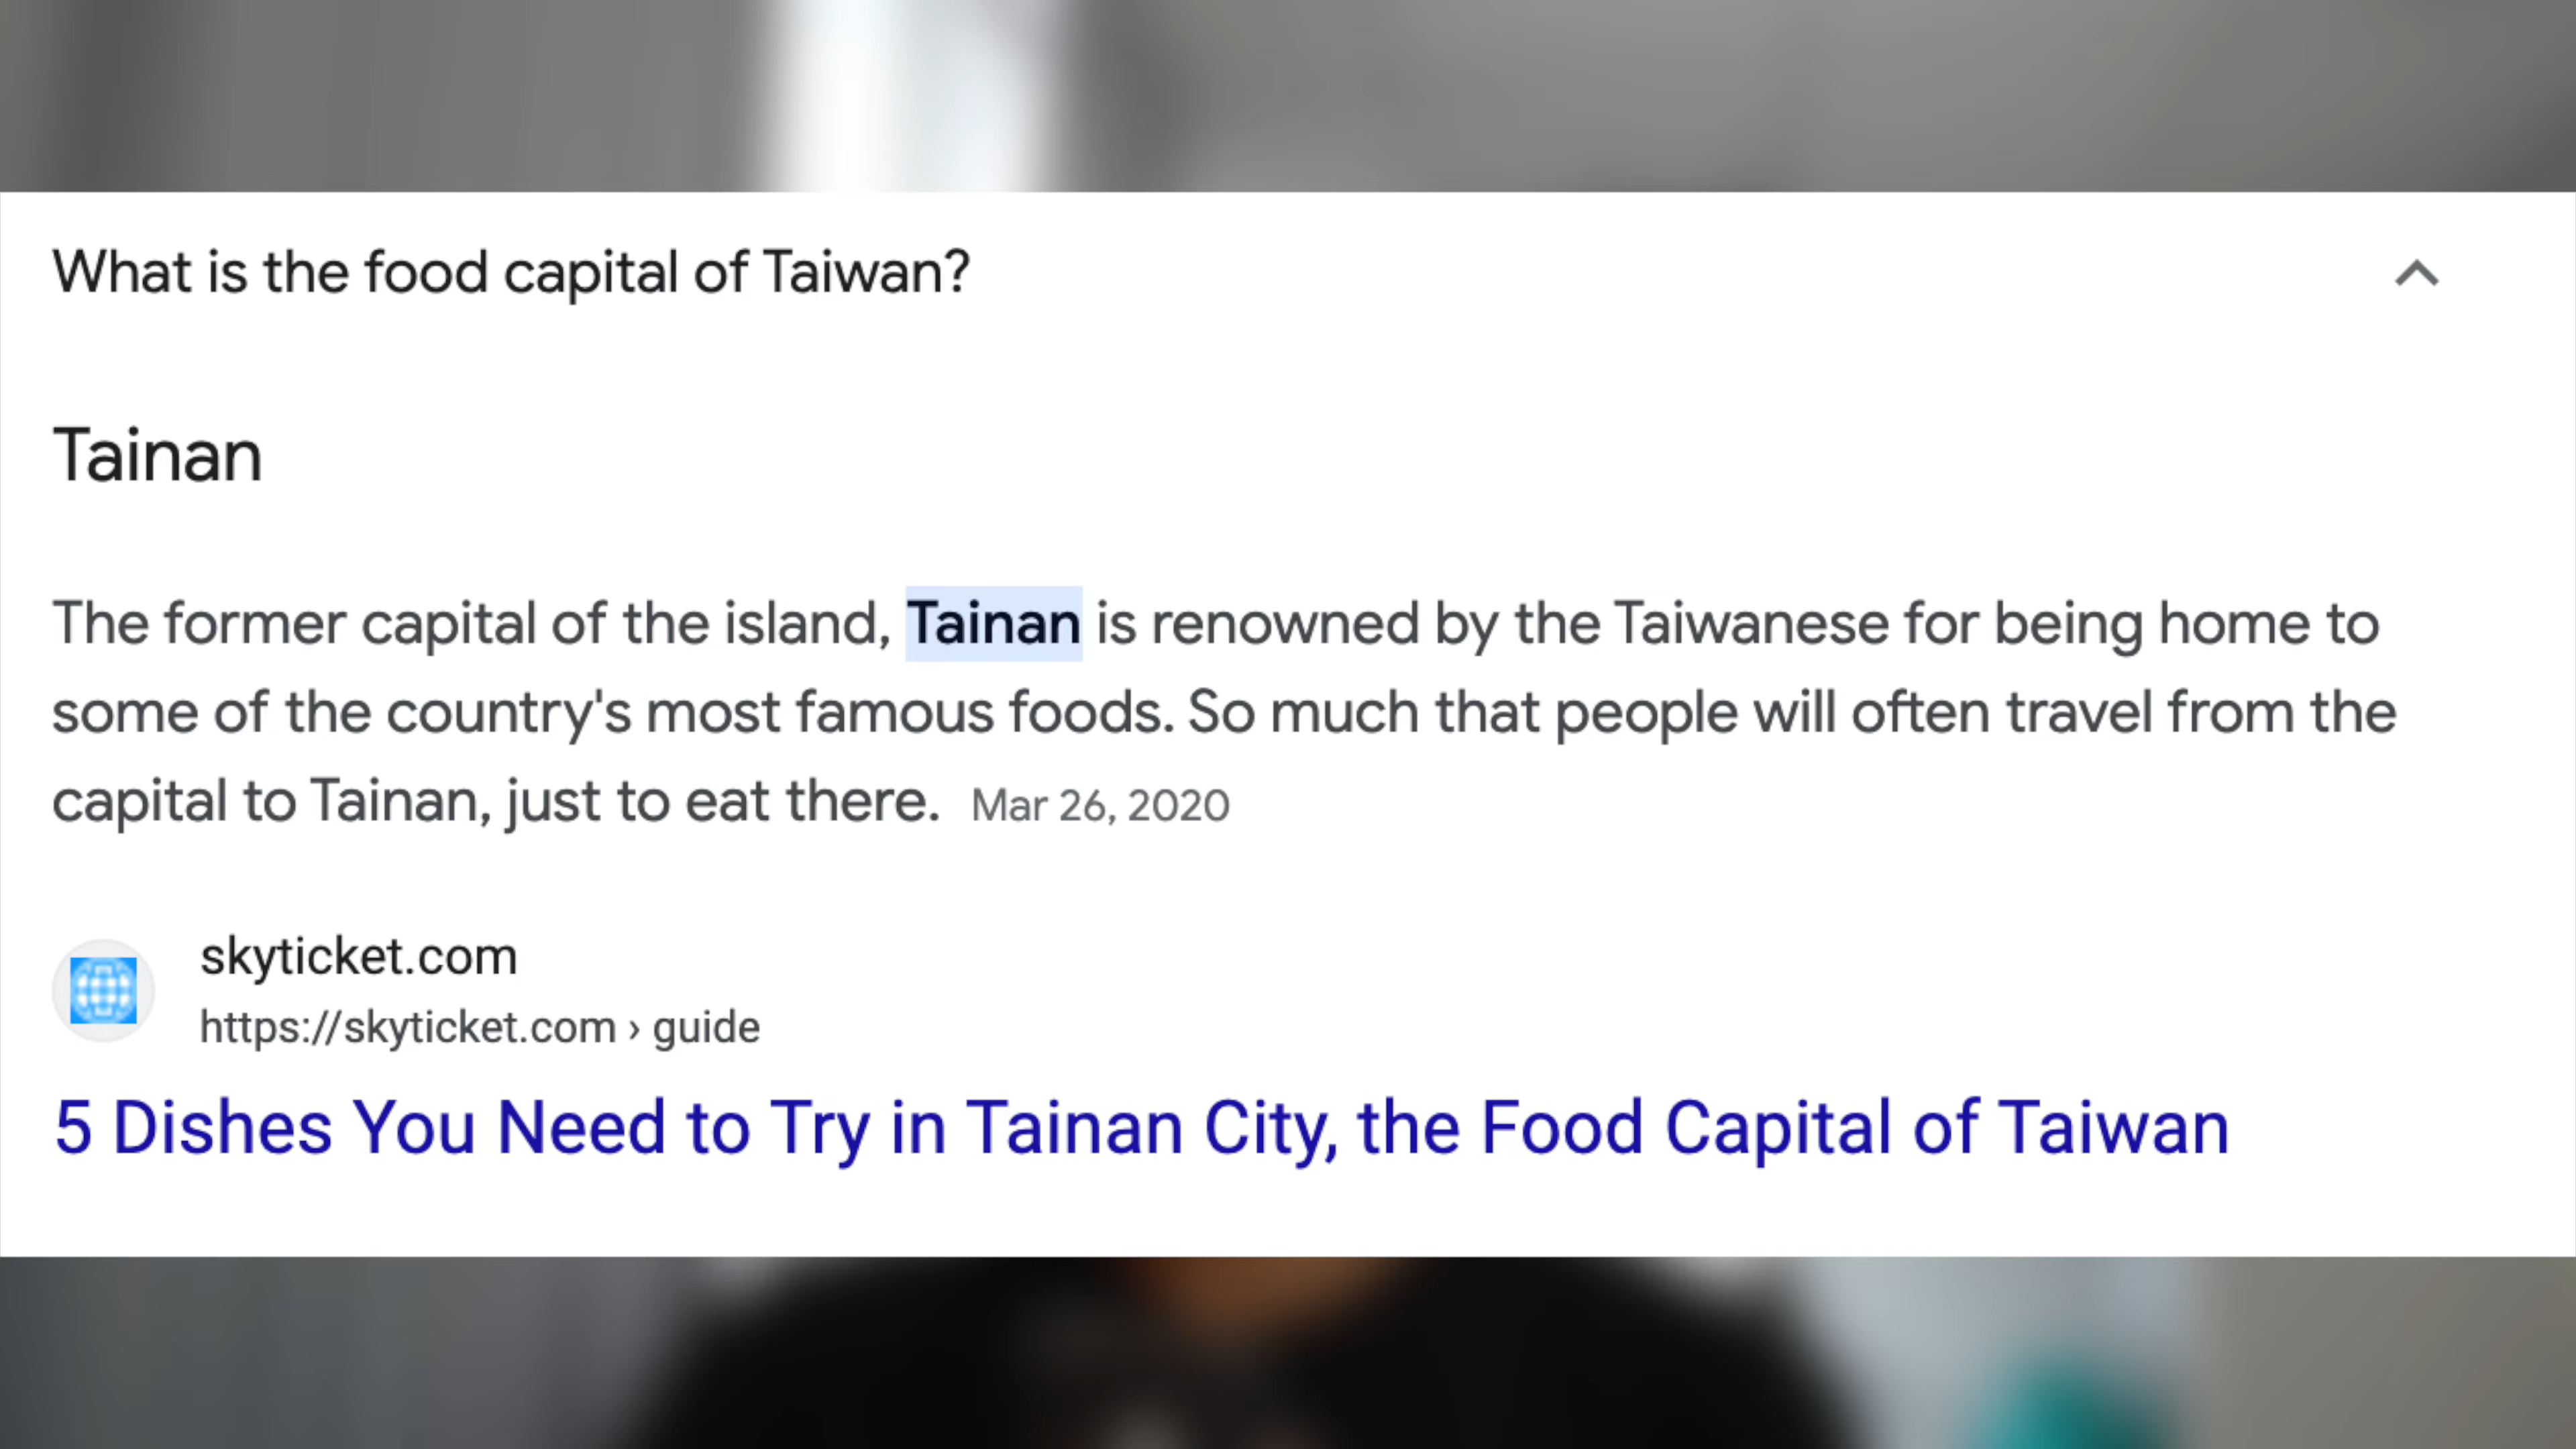 What is the food capital of Taiwan?
Tainan
The former capital of the island, Tainan is renowned by the Taiwanese for being home to
some of the country's most famous foods. So much that people will often travel from the
capital to Tainan, just to eat there. Mar 26, 2020
skyticket.com
https://skyticket.com › guide
5 Dishes You Need to Try in Tainan City, the Food Capital of Taiwan